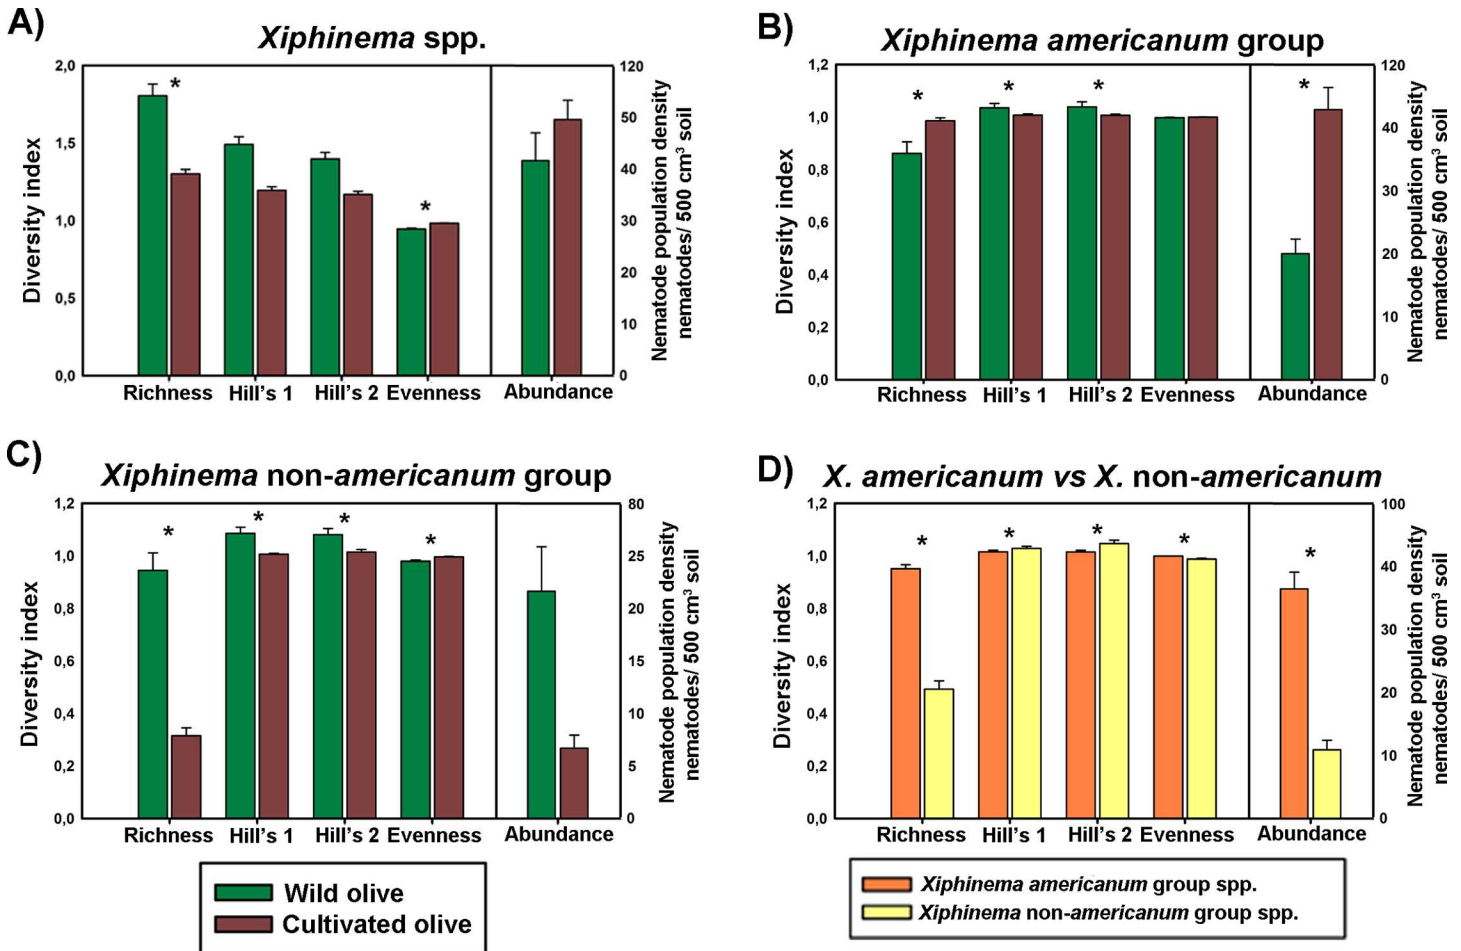 A)
Xiphinema spp.
2,0
1,5
1,0
0,5
0,0
Diversity index
*
*
120
50
40
30
20
10
0
Nematode population density
nematodes/ 500 cm³ soil
Richness Hill's 1 Hill's 2 Evenness Abundance
B)
Xiphinema americanum group
1,2
1,0
0,8
0,6
0,4
0,2
0,0
Diversity index
*
*
*
*
120
40
30
20
10
0
Nematode population density
nematodes/ 500 cm³ soil
Richness Hill's 1 Hill's 2 Evenness Abundance
C)
Xiphinema non-americanum group
1,2
1,0
0,8
0,6
0,4
0,2
0,0
Diversity index
*
*
*
*
80
25
20
15
10
5
0
Nematode population density
nematodes/ 500 cm³ soil
Richness Hill's 1 Hill's 2 Evenness Abundance
Wild olive
Cultivated olive
D)
X. americanum vs X. non-americanum
1,2
1,0
0,8
0,6
0,4
0,2
0,0
Diversity index
*
*
*
*
*
100
40
30
20
10
0
Nematode population density
nematodes/ 500 cm³ soil
Richness Hill's 1 Hill's 2 Evenness Abundance
Xiphinema americanum group spp.
Xiphinema non-americanum group spp.